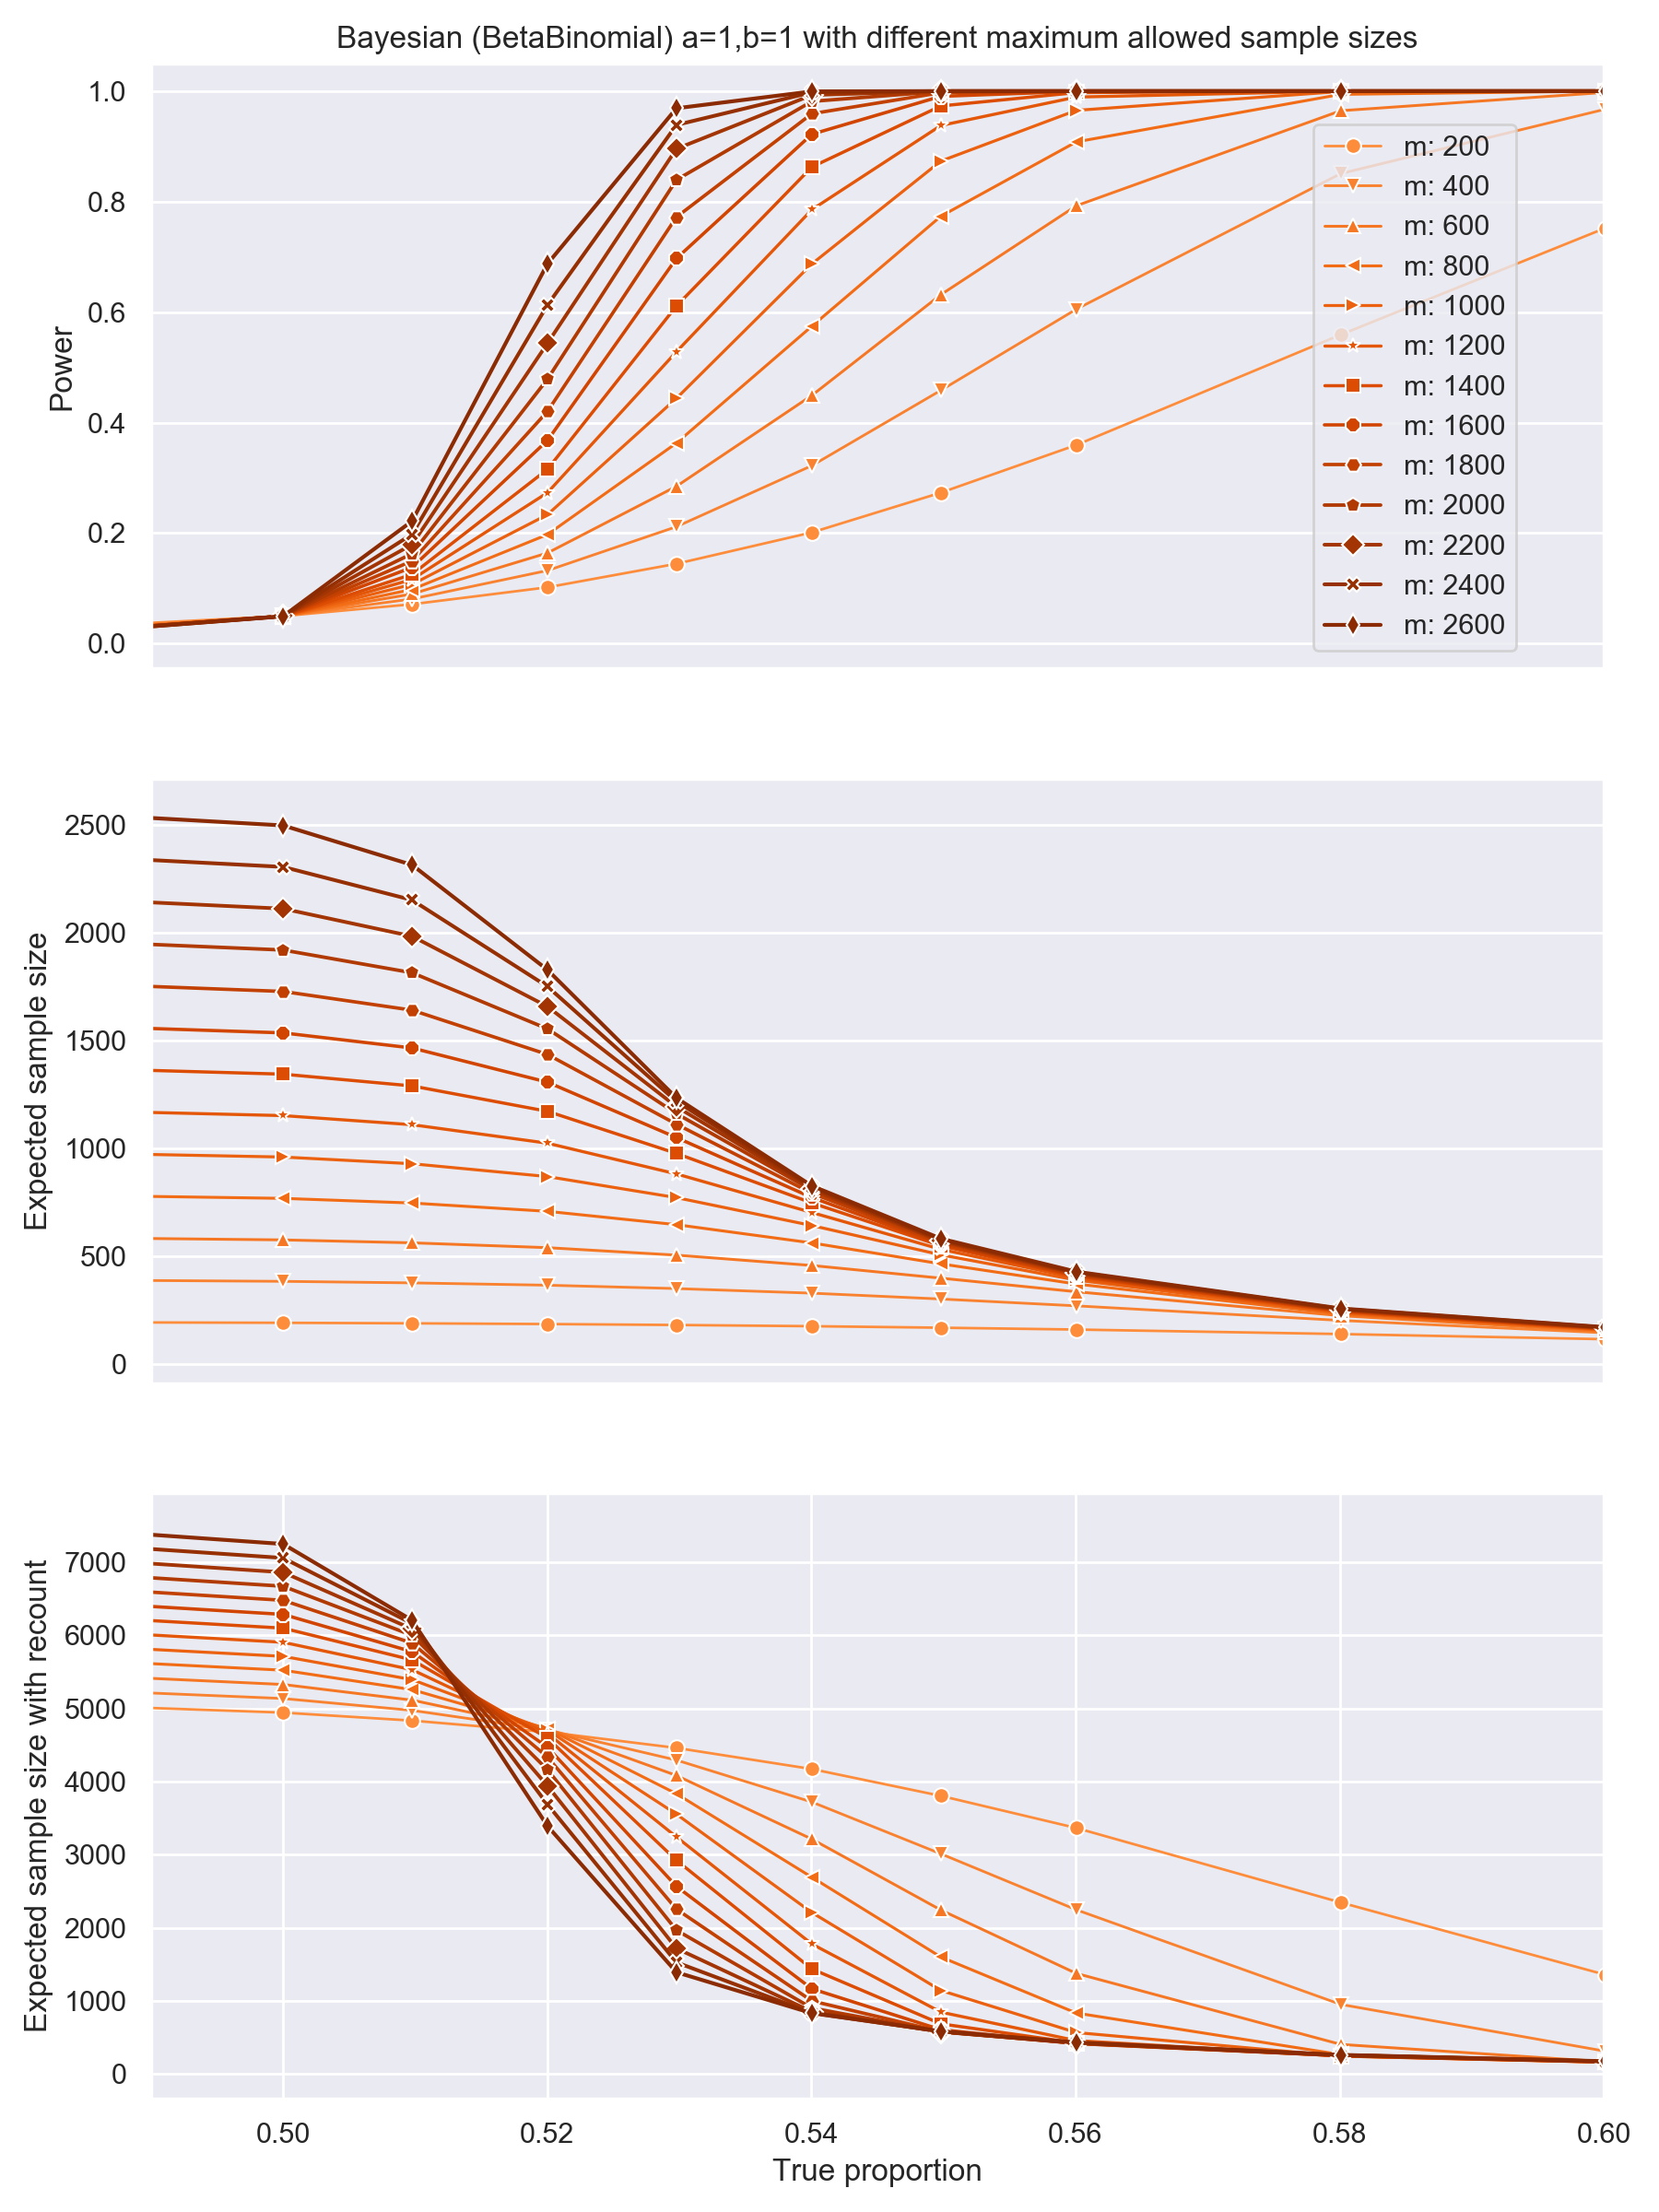 Bayesian (BetaBinomial) a=1,b=1 with different maximum allowed sample sizes
1.0
0.8
0.6
0.4
0.2
0.0
Power
m: 200
m: 400
m: 600
m: 800
m: 1000
m: 1200
m: 1400
m: 1600
m: 1800
m: 2000
m: 2200
m: 2400
m: 2600
2500
2000
1500
1000
500
0
Expected sample size
7000
6000
5000
4000
3000
2000
1000
0
Expected sample size with recount
0.50 0.52 0.54 0.56 0.58 0.60
True proportion